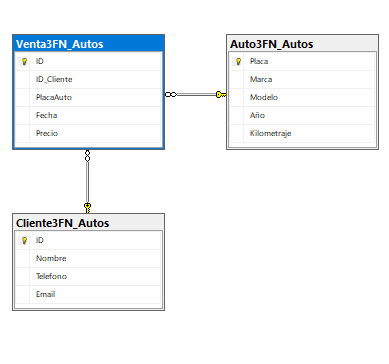 Venta3FN_Autos
ID
ID_Cliente
PlacaAuto
Fecha
Precio
Auto3FN_Autos
Placa
Marca
Modelo
Año
Kilometraje
Cliente3FN_Autos
ID
Nombre
Telefono
Email